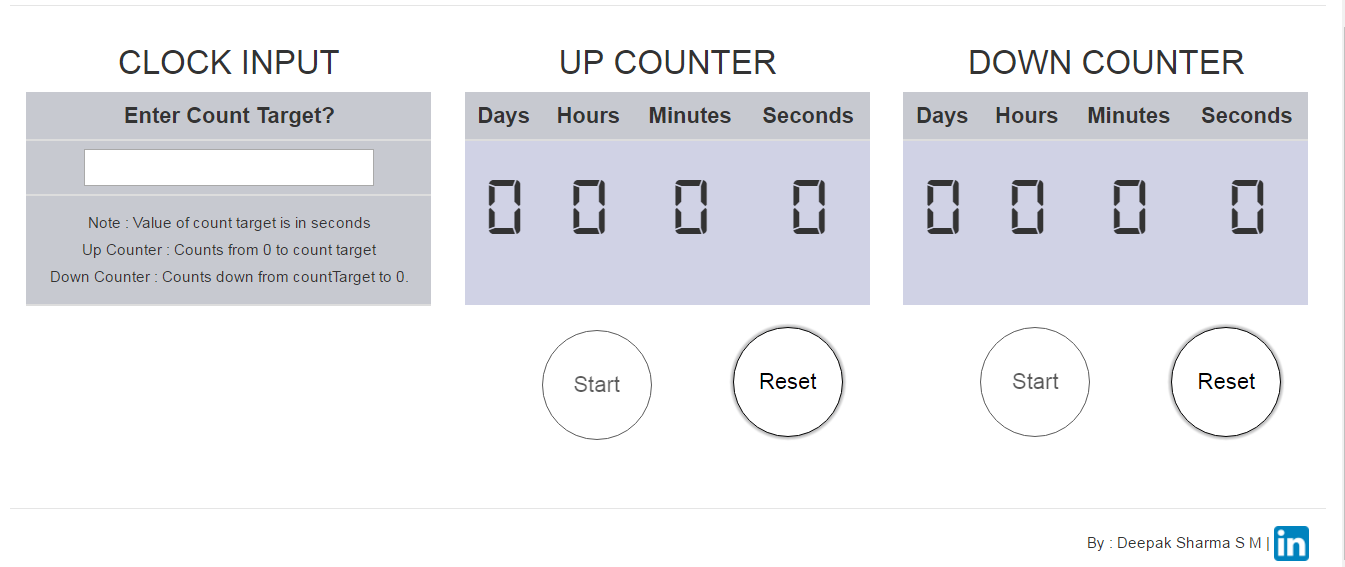 CLOCK INPUT
Enter Count Target?
Note : Value of count target is in seconds
Up Counter : Counts from 0 to count target
Down Counter : Counts down from countTarget to 0.
UP COUNTER
Days Hours Minutes Seconds
0 0 0 0
Start Reset
DOWN COUNTER
Days Hours Minutes Seconds
0 0 0 0
Start Reset
By : Deepak Sharma S M | in